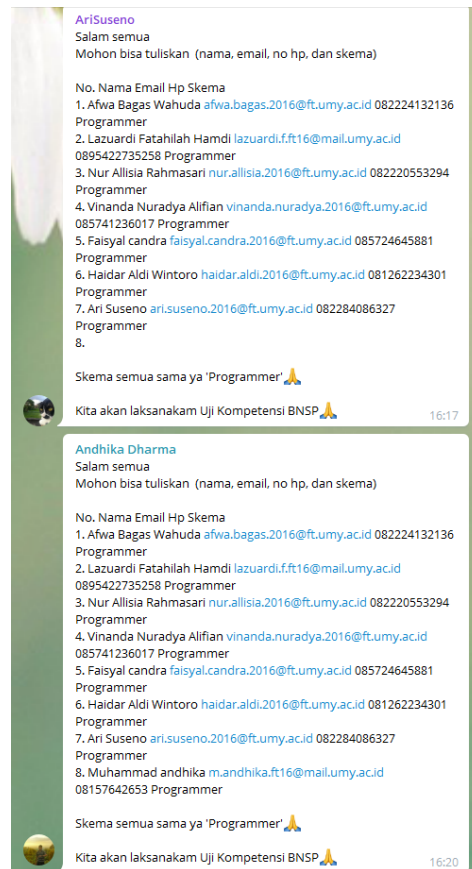 AriSuseno
Salam semua
Mohon bisa tuliskan (nama, email, no hp, dan skema)
No. Nama Email Hp Skema
1. Afwa Bagas Wahuda afwa.bagas.2016@ft.umy.ac.id 082224132136
Programmer
2. Lazuardi Fatahilah Hamdi lazuardi.f.ft16@mail.umy.ac.id
0895422735258 Programmer
3. Nur Allisia Rahmasari nur.allisia.2016@ft.umy.ac.id 082220553294
Programmer
4. Vinanda Nuradya Alifian vinanda.nuradya.2016@ft.umy.ac.id
085741236017 Programmer
5. Faisyal candra faisyal.candra.2016@ft.umy.ac.id 085724645881
Programmer
6. Haidar Aldi Wintoro haidar.aldi.2016@ft.umy.ac.id 081262234301
Programmer
7. Ari Suseno ari.suseno.2016@ft.umy.ac.id 082284086327
Programmer
8.
Skema semua sama ya 'Programmer'🙏
Kita akan laksanakam Uji Kompetensi BNSP🙏
16:17
Andhika Dharma
Salam semua
Mohon bisa tuliskan (nama, email, no hp, dan skema)
No. Nama Email Hp Skema
1. Afwa Bagas Wahuda afwa.bagas.2016@ft.umy.ac.id 082224132136
Programmer
2. Lazuardi Fatahilah Hamdi lazuardi.f.ft16@mail.umy.ac.id
0895422735258 Programmer
3. Nur Allisia Rahmasari nur.allisia.2016@ft.umy.ac.id 082220553294
Programmer
4. Vinanda Nuradya Alifian vinanda.nuradya.2016@ft.umy.ac.id
085741236017 Programmer
5. Faisyal candra faisyal.candra.2016@ft.umy.ac.id 085724645881
Programmer
6. Haidar Aldi Wintoro haidar.aldi.2016@ft.umy.ac.id 081262234301
Programmer
7. Ari Suseno ari.suseno.2016@ft.umy.ac.id 082284086327
Programmer
8. Muhammad andhika m.andhika.ft16@mail.umy.ac.id
08157642653 Programmer
Skema semua sama ya 'Programmer'🙏
Kita akan laksanakam Uji Kompetensi BNSP🙏
16:20